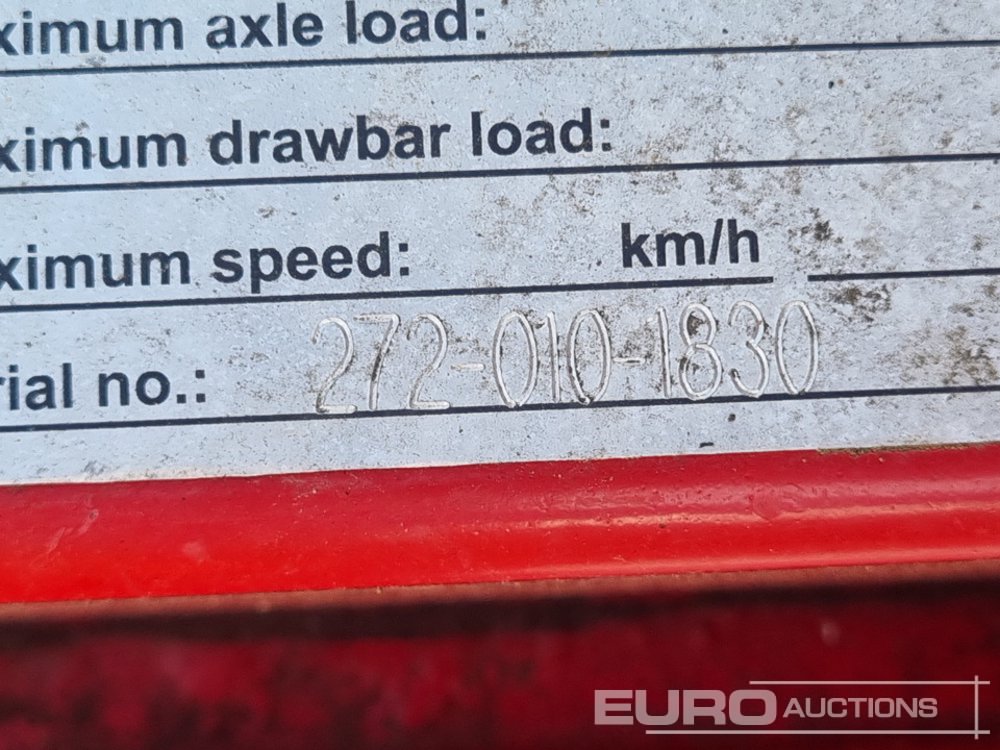 ximum axle load:
ximum drawbar load:
ximum speed: km/h
rial no.: 272-010-1830
EURO AUCTIONS